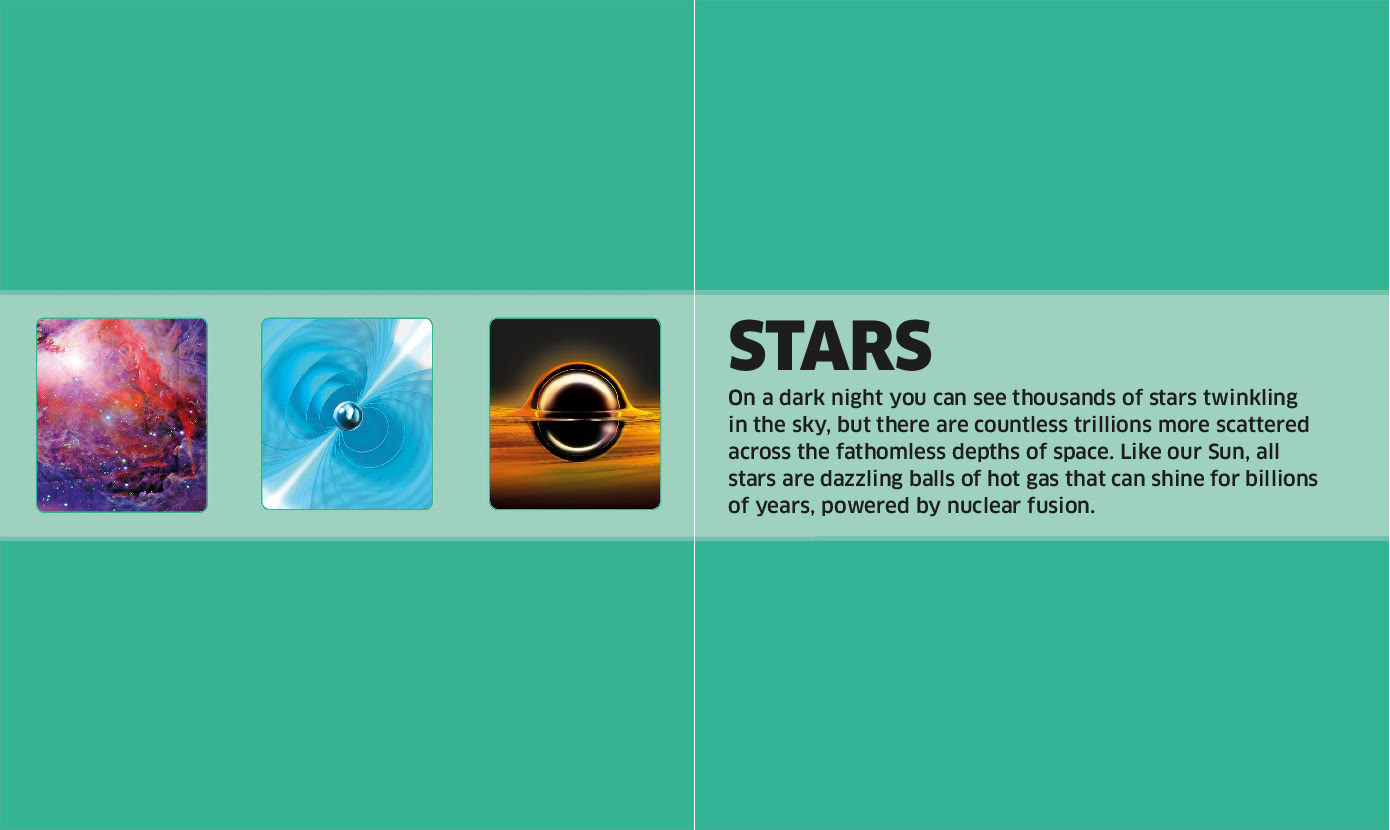 STARS
On a dark night you can see thousands of stars twinkling
in the sky, but there are countless trillions more scattered
across the fathomless depths of space. Like our Sun, all
stars are dazzling balls of hot gas that can shine for billions
of years, powered by nuclear fusion.